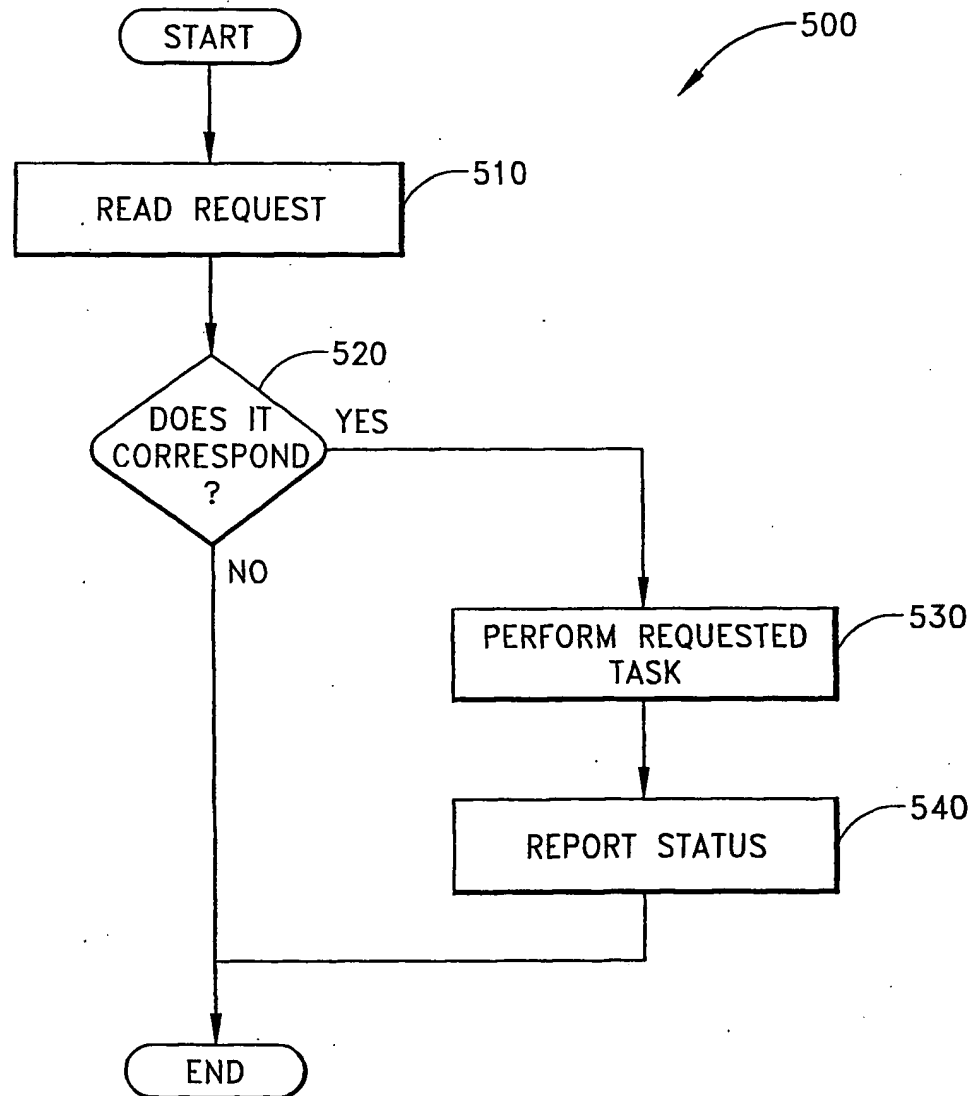 START
500
READ REQUEST
510
520
DOES IT
CORRESPOND
?
YES
NO
PERFORM REQUESTED
TASK
530
REPORT STATUS
540
END